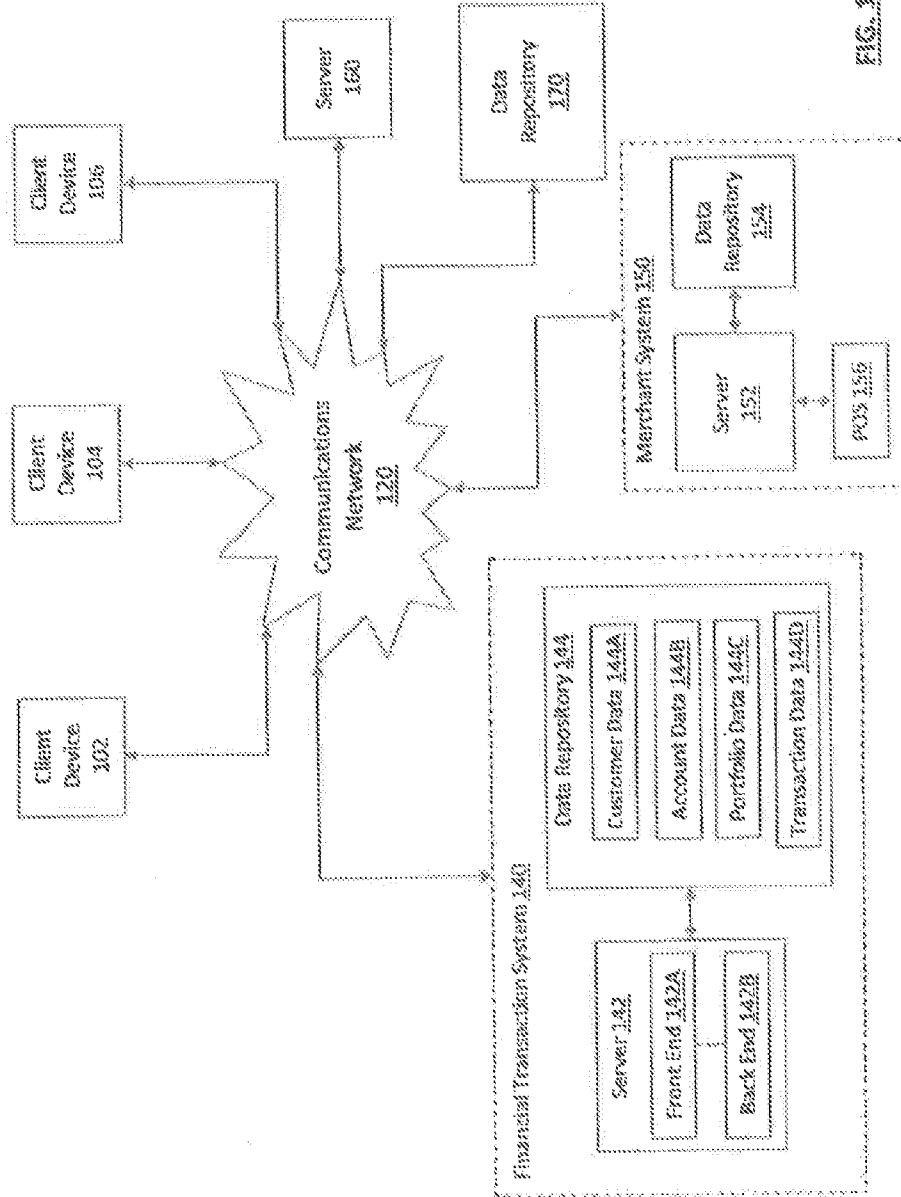 Client
Device
102
Client
Device
104
Client
Device
106
Communications
Network
120
Server
160
Data
Repository
170
Financial Transaction System 140
Server 142
Front End 142A
Back End 142B
Data Repository 144
Customer Data 144A
Account Data 144B
Portfolio Data 144C
Transaction Data 144D
Merchant System 150
Server
152
Data
Repository
154
POS 156
FIG. 1